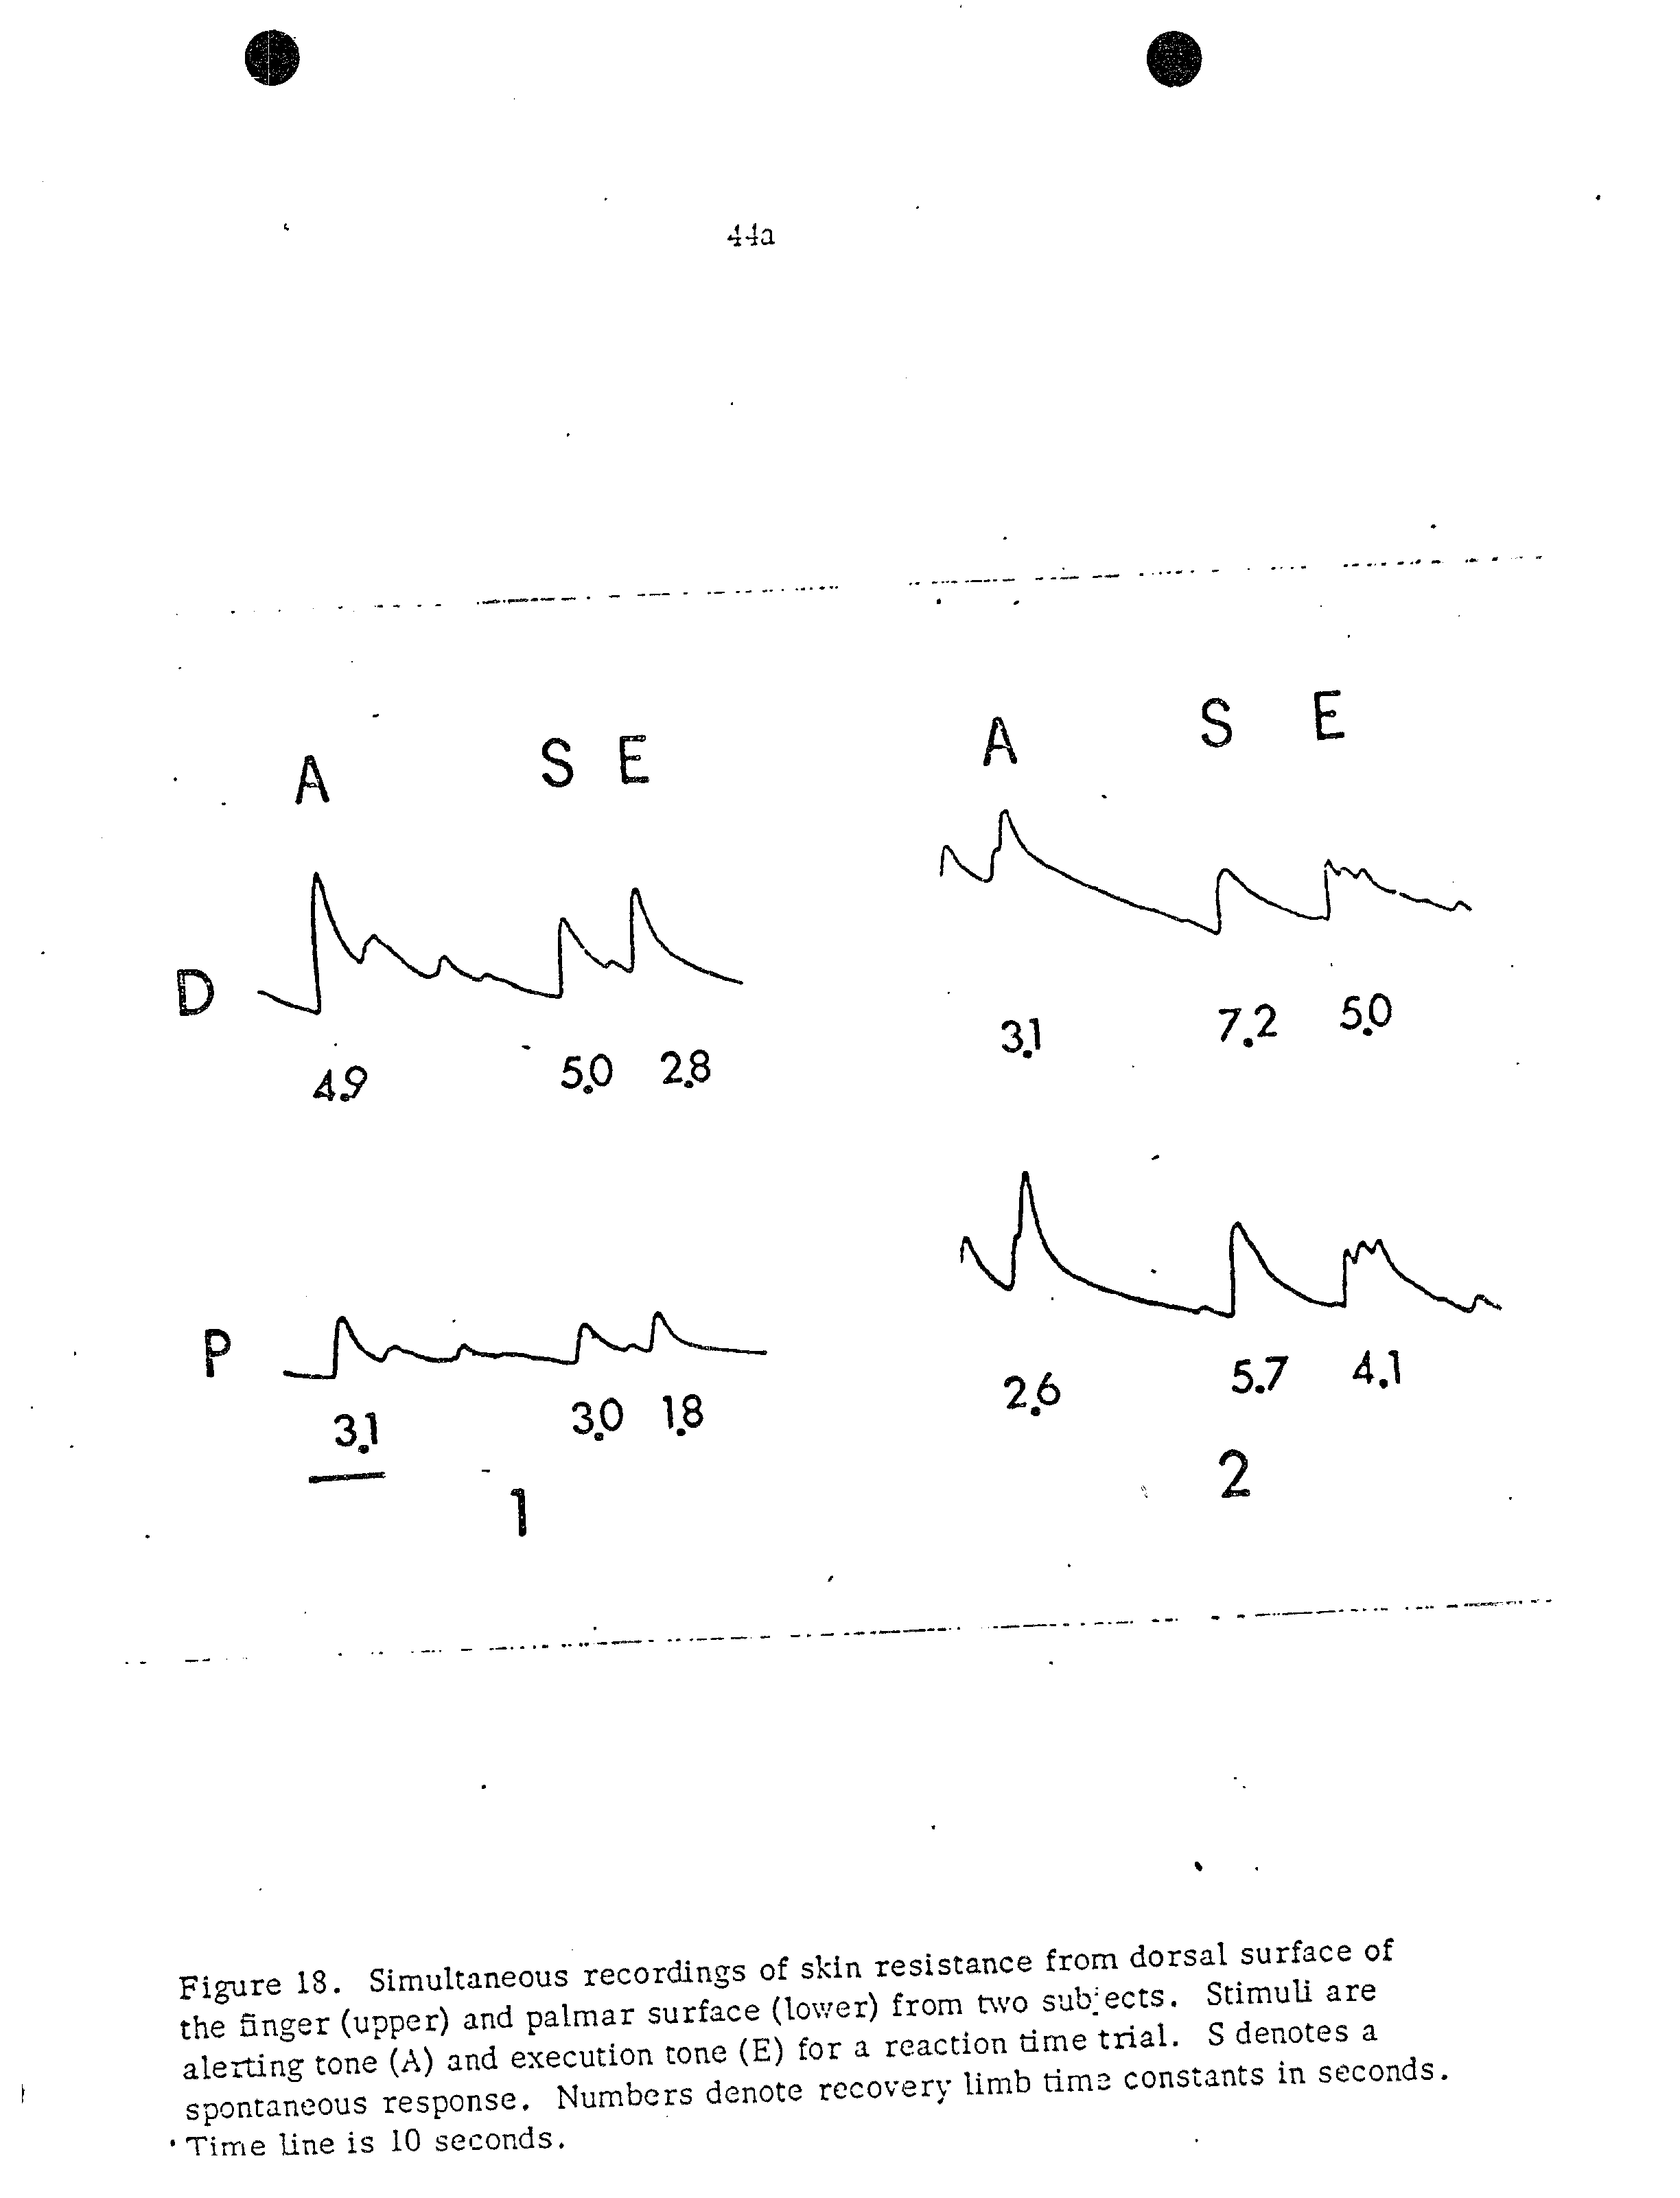 44a
A S E A S E
D
4.9 5.0 2.8 3.1 7.2 5.0
P
3.1 3.0 1.8 2.6 5.7 4.1
1 2
Figure 18. Simultaneous recordings of skin resistance from dorsal surface of
the finger (upper) and palmar surface (lower) from two subjects. Stimuli are
alerting tone (A) and execution tone (E) for a reaction time trial. S denotes a
spontaneous response. Numbers denote recovery limb time constants in seconds.
Time line is 10 seconds.